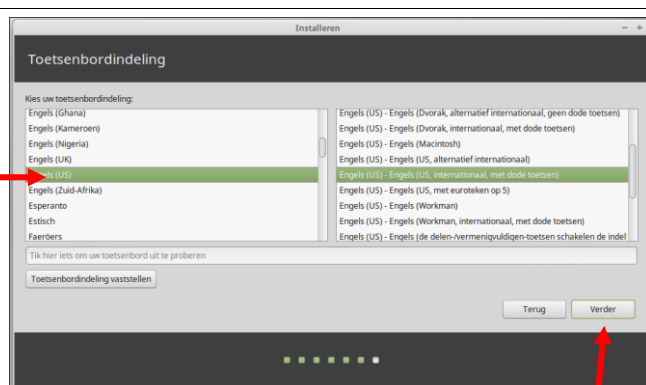 Installeren
Toetsenbordindeling
Kies uw toetsenbordindeling:
Engels (Ghana)
Engels (Kameroen)
Engels (Nigeria)
Engels (UK)
(US)
Engels (Zuid-Afrika)
Esperanto
Estisch
Faeröers
Engels (US) - Engels (Dvorak, alternatief internationaal, geen dode toetsen)
Engels (US) - Engels (Dvorak, internationaal, met dode toetsen)
Engels (US) - Engels (Macintosh)
Engels (US) - Engels (US, alternatief internationaal)
Engels (US) - Engels (US, internationaal, met dode toetsen)
Engels (US) - Engels (US, met euroteken op 5)
Engels (US) - Engels (Workman)
Engels (US) - Engels (Workman, internationaal, met dode toetsen)
Engels (US) - Engels (de delen-/vermenigvuldigen-toetsen schakelen de indel
Tik hier iets om uw toetsenbord uit te proberen
Toetsenbordindeling vaststellen
Terug
Verder